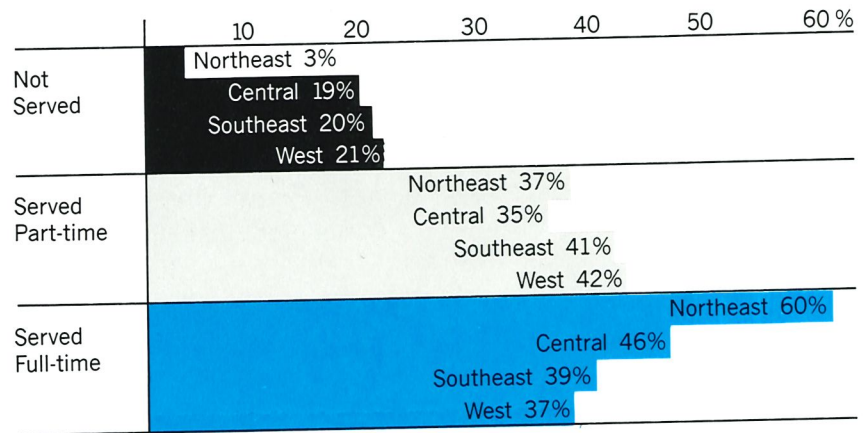 10 20 30 40 50 60 %
Not
Served
Northeast 3%
Central 19%
Southeast 20%
West 21%
Served
Part-time
Northeast 37%
Central 35%
Southeast 41%
West 42%
Served
Full-time
Northeast 60%
Central 46%
Southeast 39%
West 37%